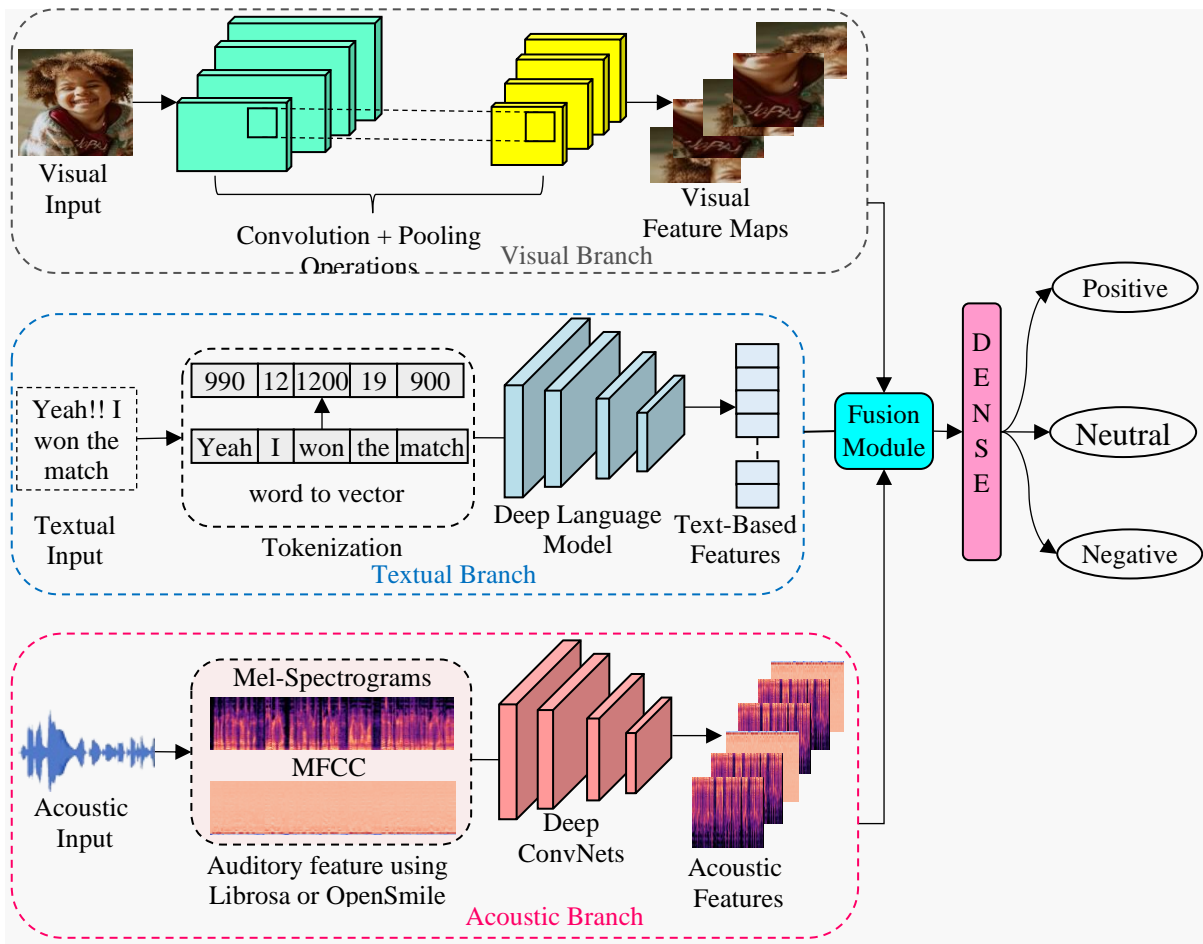 Visual
Input
Convolution + Pooling
Operations
Visual
Feature Maps
Visual Branch
Yeah!! I
won the
match
Textual
Input
990 12 1200 19 900
Yeah I won the match
word to vector
Tokenization
Deep Language
Model
Text-Based
Features
Textual Branch
Acoustic
Input
Mel-Spectrograms
MFCC
Auditory feature using
Librosa or OpenSmile
Deep
ConvNets
Acoustic
Features
Acoustic Branch
Fusion
Module
D
E
N
S
E
Positive
Neutral
Negative